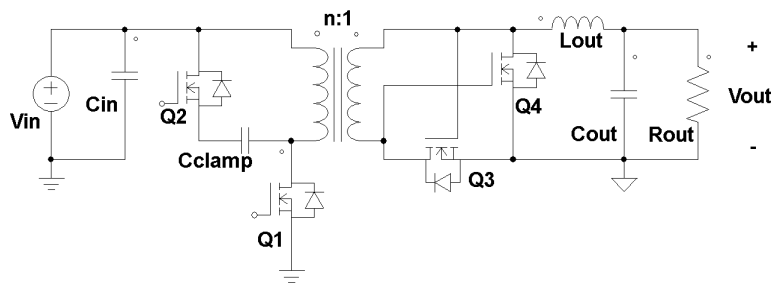 n:1
Lout
+
Vin
Cin
Q2
Q4
Vout
Cclamp
Cout
Rout
-
Q3
Q1